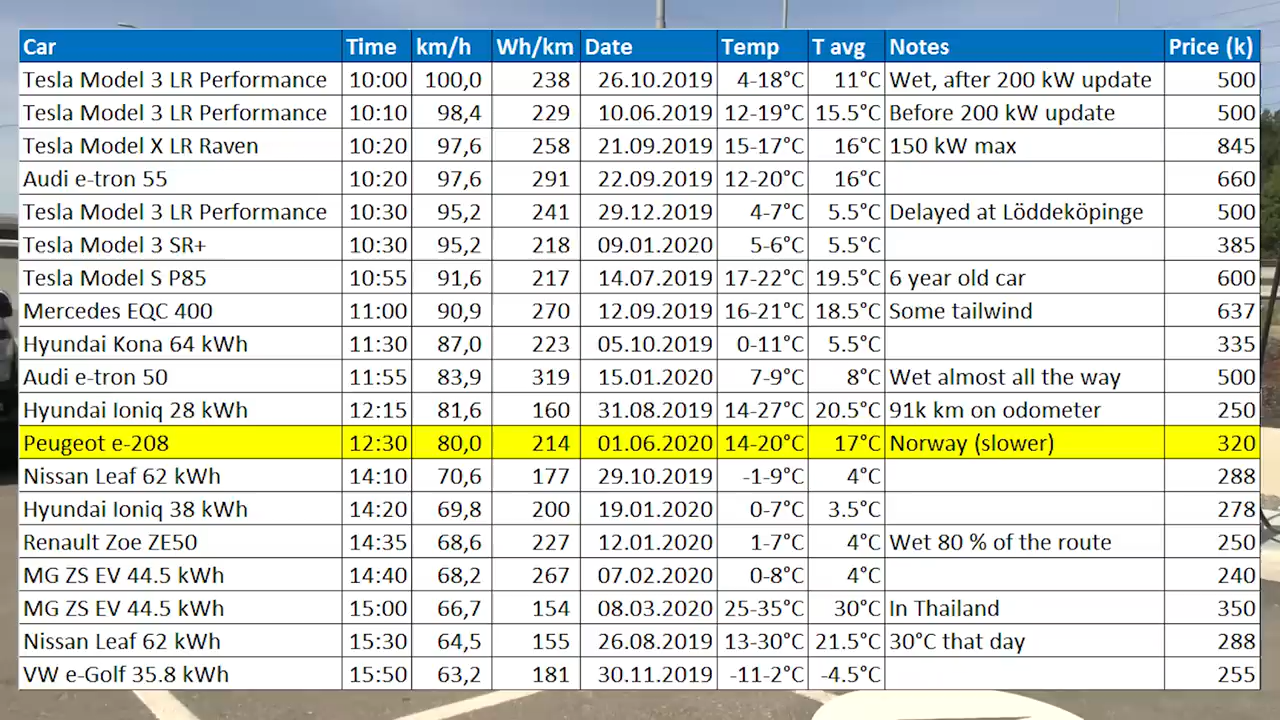 Car Time km/h Wh/km Date Temp T avg Notes Price (k)
Tesla Model 3 LR Performance 10:00 100,0 238 26.10.2019 4-18°C 11°C Wet, after 200 kW update 500
Tesla Model 3 LR Performance 10:10 98,4 229 10.06.2019 12-19°C 15.5°C Before 200 kW update 500
Tesla Model X LR Raven 10:20 97,6 258 21.09.2019 15-17°C 16°C 150 kW max 845
Audi e-tron 55 10:20 97,6 291 22.09.2019 12-20°C 16°C 660
Tesla Model 3 LR Performance 10:30 95,2 241 29.12.2019 4-7°C 5.5°C Delayed at Löddeköpinge 500
Tesla Model 3 SR+ 10:30 95,2 218 09.01.2020 5-6°C 5.5°C 385
Tesla Model S P85 10:55 91,6 217 14.07.2019 17-22°C 19.5°C 6 year old car 600
Mercedes EQC 400 11:00 90,9 270 12.09.2019 16-21°C 18.5°C Some tailwind 637
Hyundai Kona 64 kWh 11:30 87,0 223 05.10.2019 0-11°C 5.5°C 335
Audi e-tron 50 11:55 83,9 319 15.01.2020 7-9°C 8°C Wet almost all the way 500
Hyundai Ioniq 28 kWh 12:15 81,6 160 31.08.2019 14-27°C 20.5°C 91k km on odometer 250
Peugeot e-208 12:30 80,0 214 01.06.2020 14-20°C 17°C Norway (slower) 320
Nissan Leaf 62 kWh 14:10 70,6 177 29.10.2019 -1-9°C 4°C 288
Hyundai Ioniq 38 kWh 14:20 69,8 200 19.01.2020 0-7°C 3.5°C 278
Renault Zoe ZE50 14:35 68,6 227 12.01.2020 1-7°C 4°C Wet 80 % of the route 250
MG ZS EV 44.5 kWh 14:40 68,2 267 07.02.2020 0-8°C 4°C 240
MG ZS EV 44.5 kWh 15:00 66,7 154 08.03.2020 25-35°C 30°C In Thailand 350
Nissan Leaf 62 kWh 15:30 64,5 155 26.08.2019 13-30°C 21.5°C 30°C that day 288
VW e-Golf 35.8 kWh 15:50 63,2 181 30.11.2019 -11-2°C -4.5°C 255